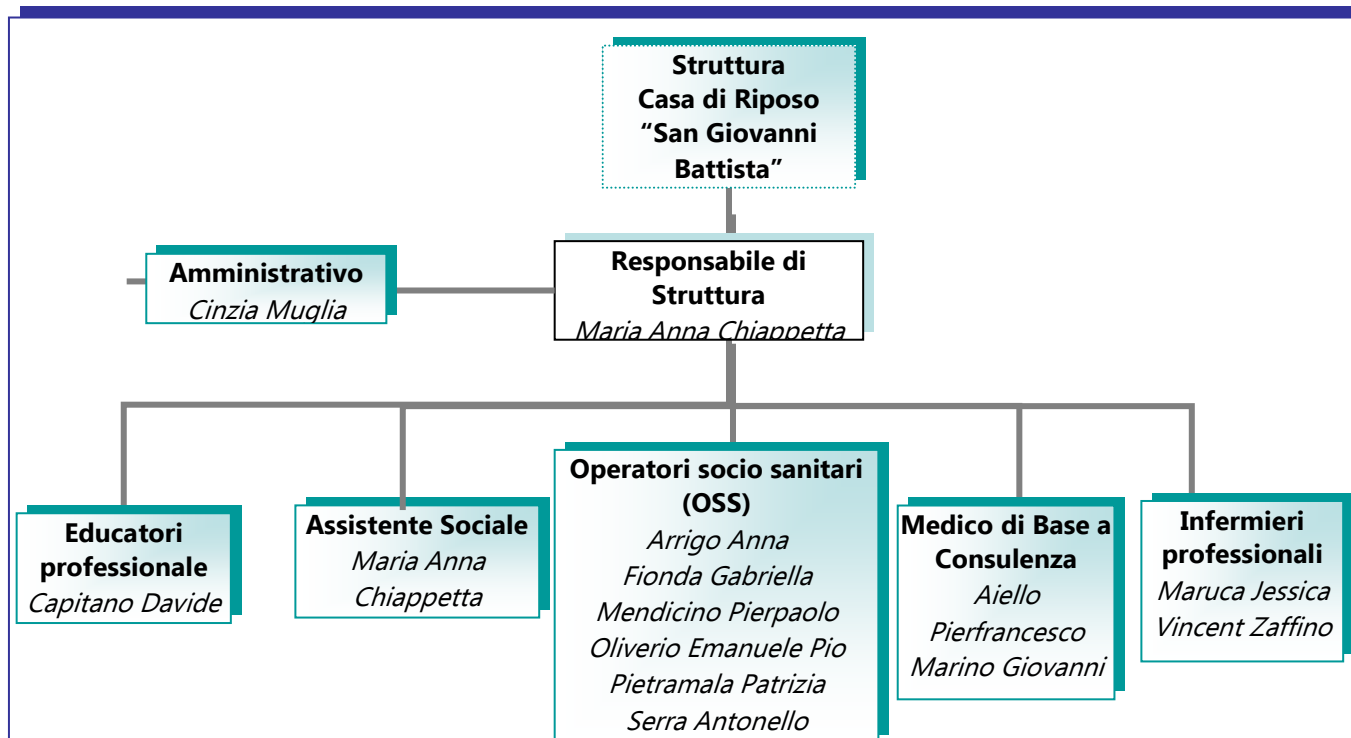 Struttura
Casa di Riposo
“San Giovanni
Battista”
Amministrativo
Cinzia Muglia
Responsabile di
Struttura
Maria Anna Chiappetta
Educatori
professionale
Capitano Davide
Assistente Sociale
Maria Anna
Chiappetta
Operatori socio sanitari
(OSS)
Arrigo Anna
Fionda Gabriella
Mendicino Pierpaolo
Oliverio Emanuele Pio
Pietramala Patrizia
Serra Antonello
Medico di Base a
Consulenza
Aiello
Pierfrancesco
Marino Giovanni
Infermieri
professionali
Maruca Jessica
Vincent Zaffino